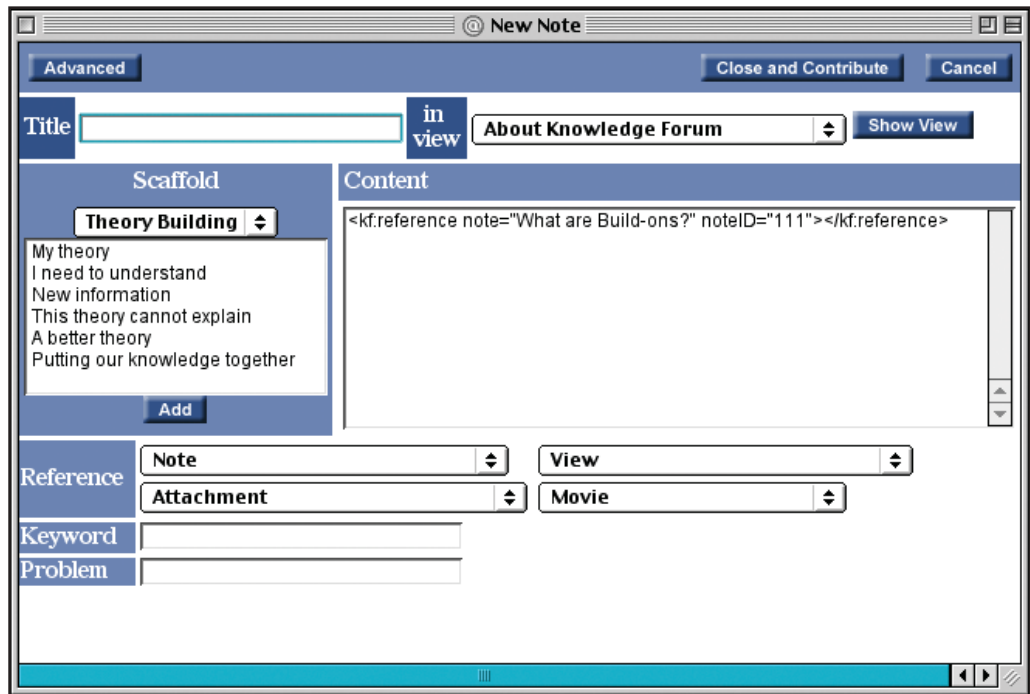 New Note
Advanced
Close and Contribute
Cancel
Title
in
view
About Knowledge Forum
Show View
Scaffold
Theory Building
My theory
I need to understand
New information
This theory cannot explain
A better theory
Putting our knowledge together
Add
Content
<kf:reference note="What are Build-ons?" noteID="111"></kf:reference>
Reference
Note
View
Attachment
Movie
Keyword
Problem